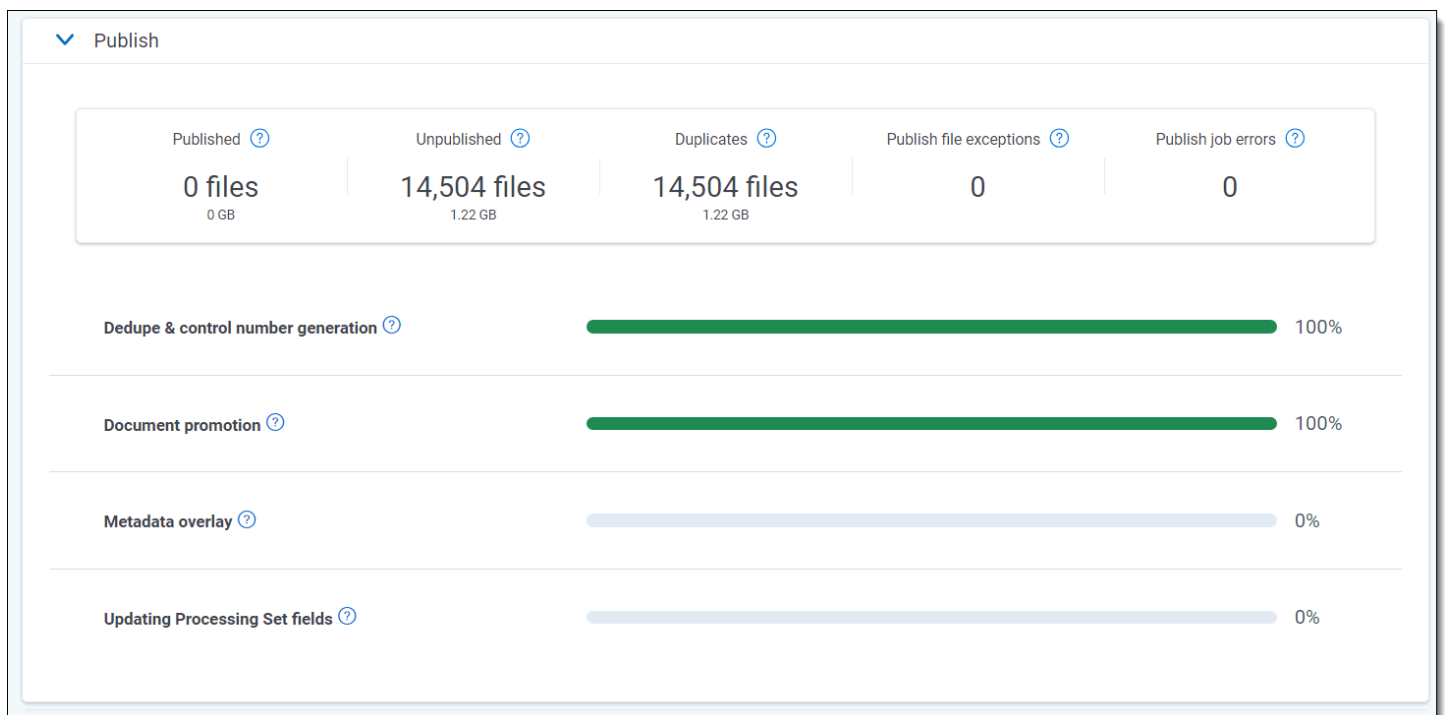 Publish
Published ? Unpublished ? Duplicates ? Publish file exceptions ? Publish job errors ?
0 files 14,504 files 14,504 files 0 0
0 GB 1.22 GB 1.22 GB
Dedupe & control number generation ? 100%
Document promotion ? 100%
Metadata overlay ? 0%
Updating Processing Set fields ? 0%